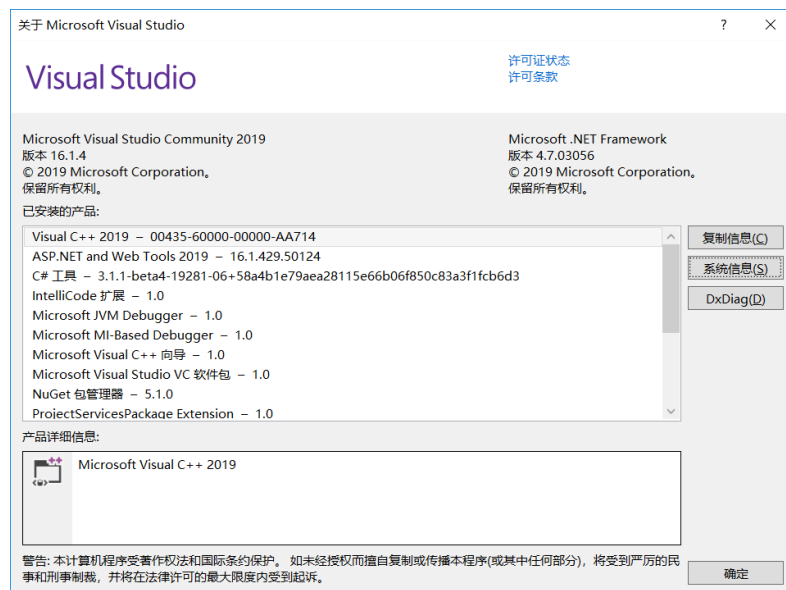 关于 Microsoft Visual Studio
?
×
Visual Studio
许可证状态
许可条款
Microsoft Visual Studio Community 2019
版本 16.1.4
© 2019 Microsoft Corporation。
保留所有权利。
Microsoft .NET Framework
版本 4.7.03056
© 2019 Microsoft Corporation。
保留所有权利。
已安装的产品:
Visual C++ 2019 – 00435-60000-00000-AA714
ASP.NET and Web Tools 2019 – 16.1.429.50124
C# 工具 – 3.1.1-beta4-19281-06+58a4b1e79aea28115e66b06f850c83a3f1fcb6d3
IntelliCode 扩展 – 1.0
Microsoft JVM Debugger – 1.0
Microsoft MI-Based Debugger – 1.0
Microsoft Visual C++ 向导 – 1.0
Microsoft Visual Studio VC 软件包 – 1.0
NuGet 包管理器 – 5.1.0
ProjectServicesPackage Extension – 1.0
复制信息(C)
系统信息(S)
DxDiag(D)
产品详细信息:
Microsoft Visual C++ 2019
警告: 本计算机程序受著作权法和国际条约保护。 如未经授权而擅自复制或传播本程序(或其中任何部分)，将受到严厉的民
事和刑事制裁，并将在法律许可的最大限度内受到起诉。
确定